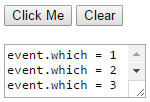 Click Me Clear
event.which = 1
event.which = 2
event.which = 3